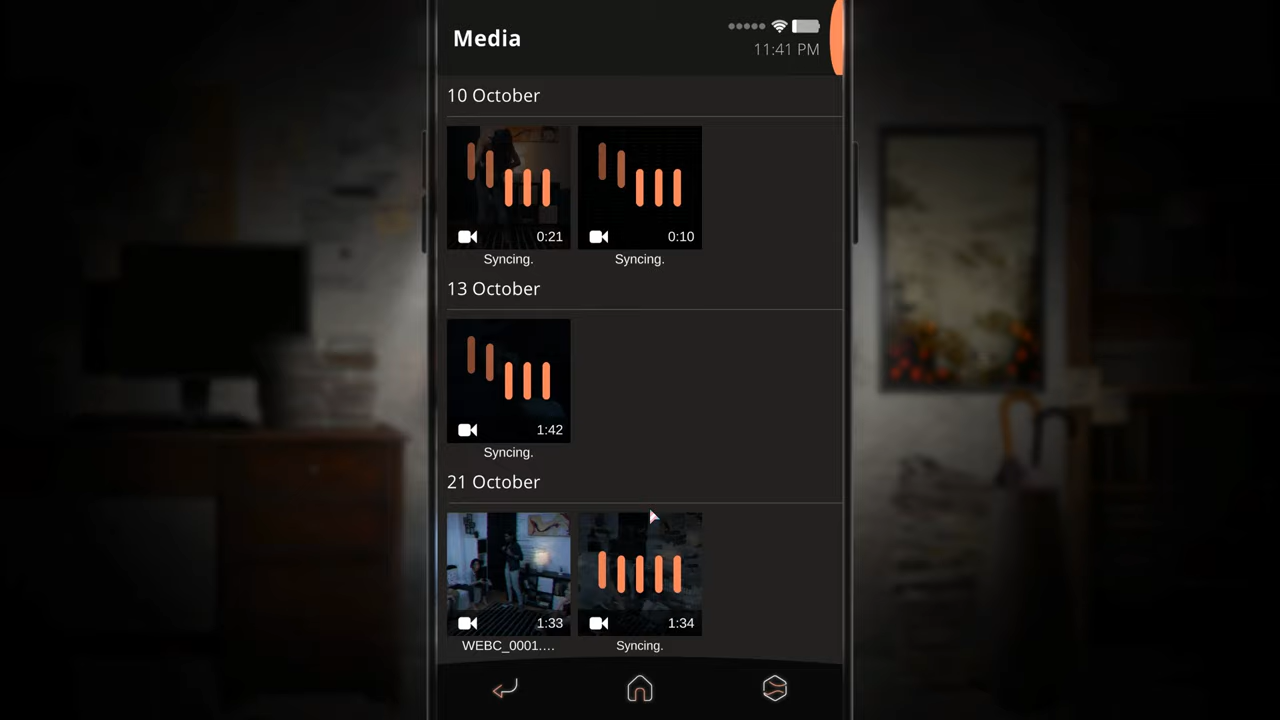 Media
11:41 PM
10 October
0:21
0:10
Syncing.
Syncing.
13 October
1:42
Syncing.
21 October
1:33
1:34
WEBC_0001....
Syncing.